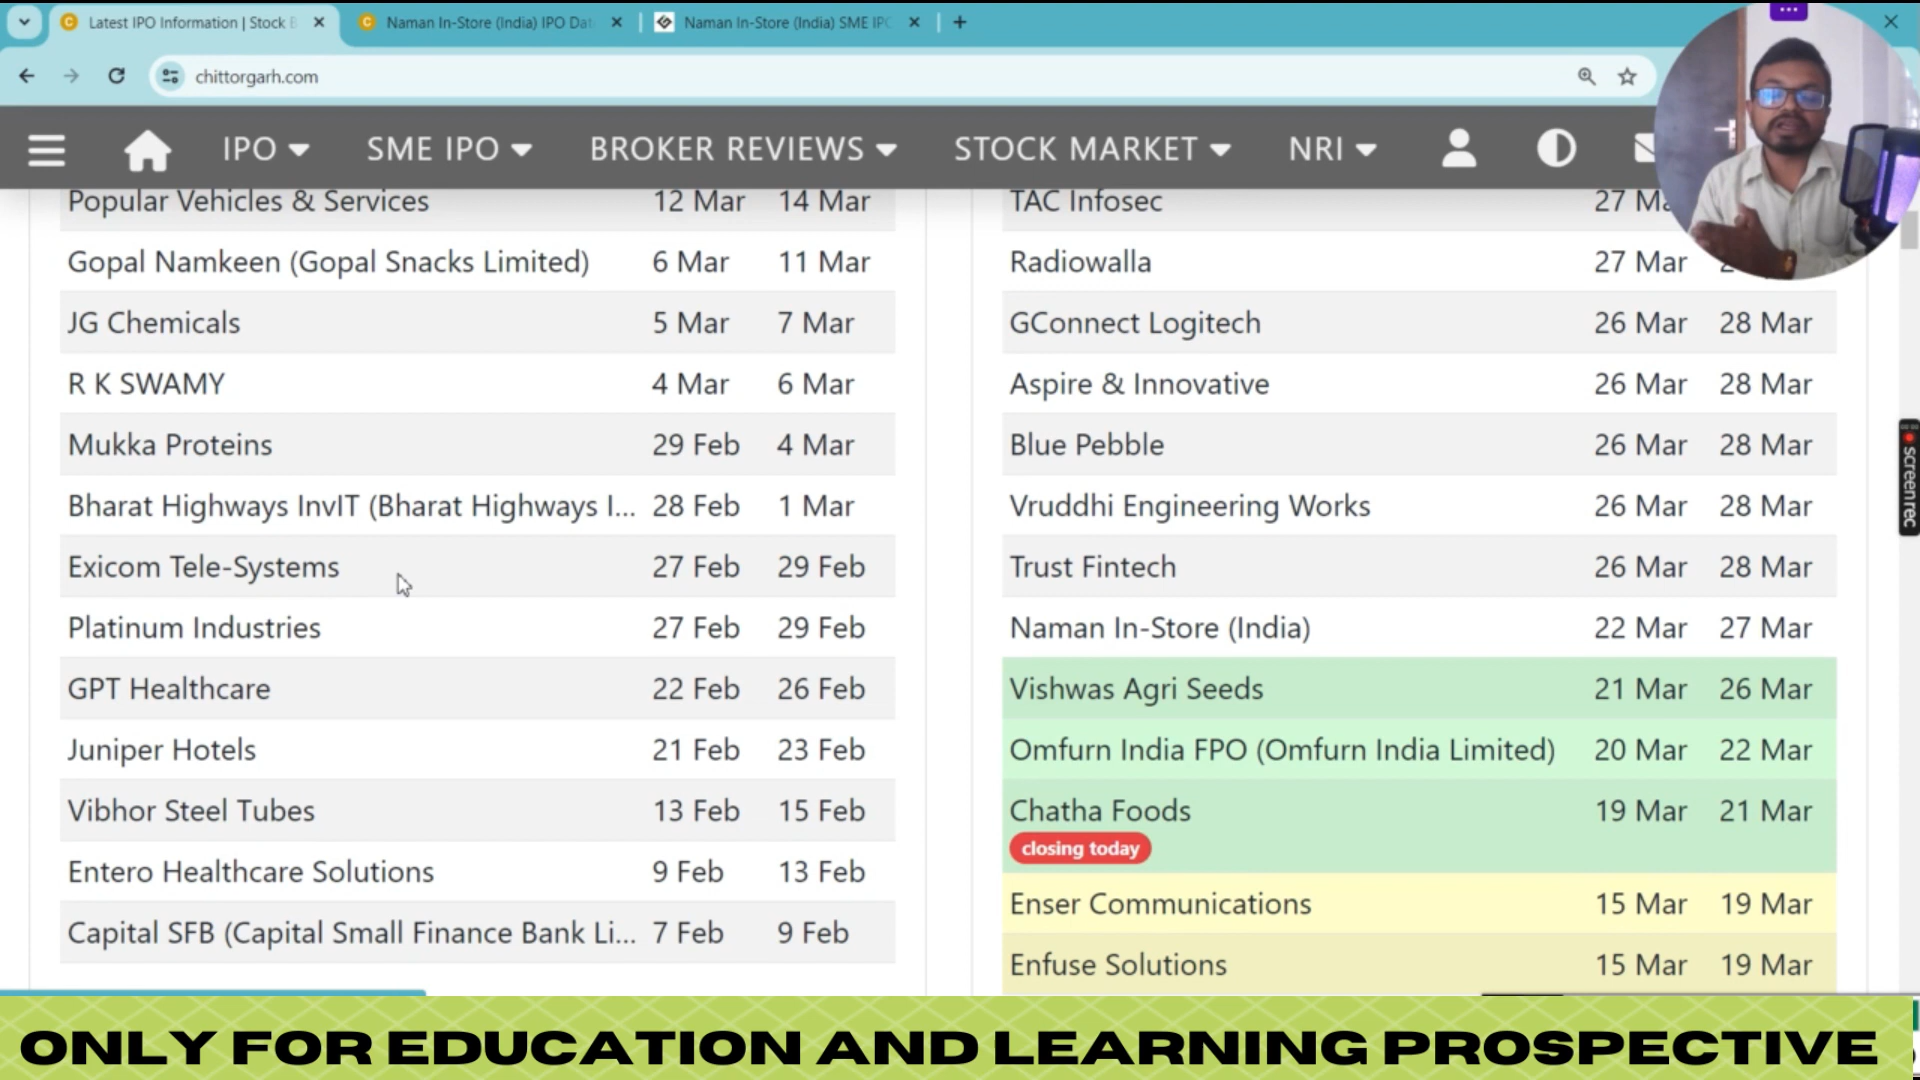 Latest IPO Information | Stock B
Naman In-Store (India) IPO Dat
Naman In-Store (India) SME IPO
chittorgarh.com
IPO
SME IPO
BROKER REVIEWS
STOCK MARKET
NRI
Popular Vehicles & Services 12 Mar 14 Mar
Gopal Namkeen (Gopal Snacks Limited) 6 Mar 11 Mar
JG Chemicals 5 Mar 7 Mar
R K SWAMY 4 Mar 6 Mar
Mukka Proteins 29 Feb 4 Mar
Bharat Highways InvIT (Bharat Highways I... 28 Feb 1 Mar
Exicom Tele-Systems 27 Feb 29 Feb
Platinum Industries 27 Feb 29 Feb
GPT Healthcare 22 Feb 26 Feb
Juniper Hotels 21 Feb 23 Feb
Vibhor Steel Tubes 13 Feb 15 Feb
Entero Healthcare Solutions 9 Feb 13 Feb
Capital SFB (Capital Small Finance Bank Li... 7 Feb 9 Feb
TAC Infosec 27 Ma
Radiowalla 27 Mar 2
GConnect Logitech 26 Mar 28 Mar
Aspire & Innovative 26 Mar 28 Mar
Blue Pebble 26 Mar 28 Mar
Vruddhi Engineering Works 26 Mar 28 Mar
Trust Fintech 26 Mar 28 Mar
Naman In-Store (India) 22 Mar 27 Mar
Vishwas Agri Seeds 21 Mar 26 Mar
Omfurn India FPO (Omfurn India Limited) 20 Mar 22 Mar
Chatha Foods 19 Mar 21 Mar
closing today
Enser Communications 15 Mar 19 Mar
Enfuse Solutions 15 Mar 19 Mar
screenrec
ONLY FOR EDUCATION AND LEARNING PROSPECTIVE